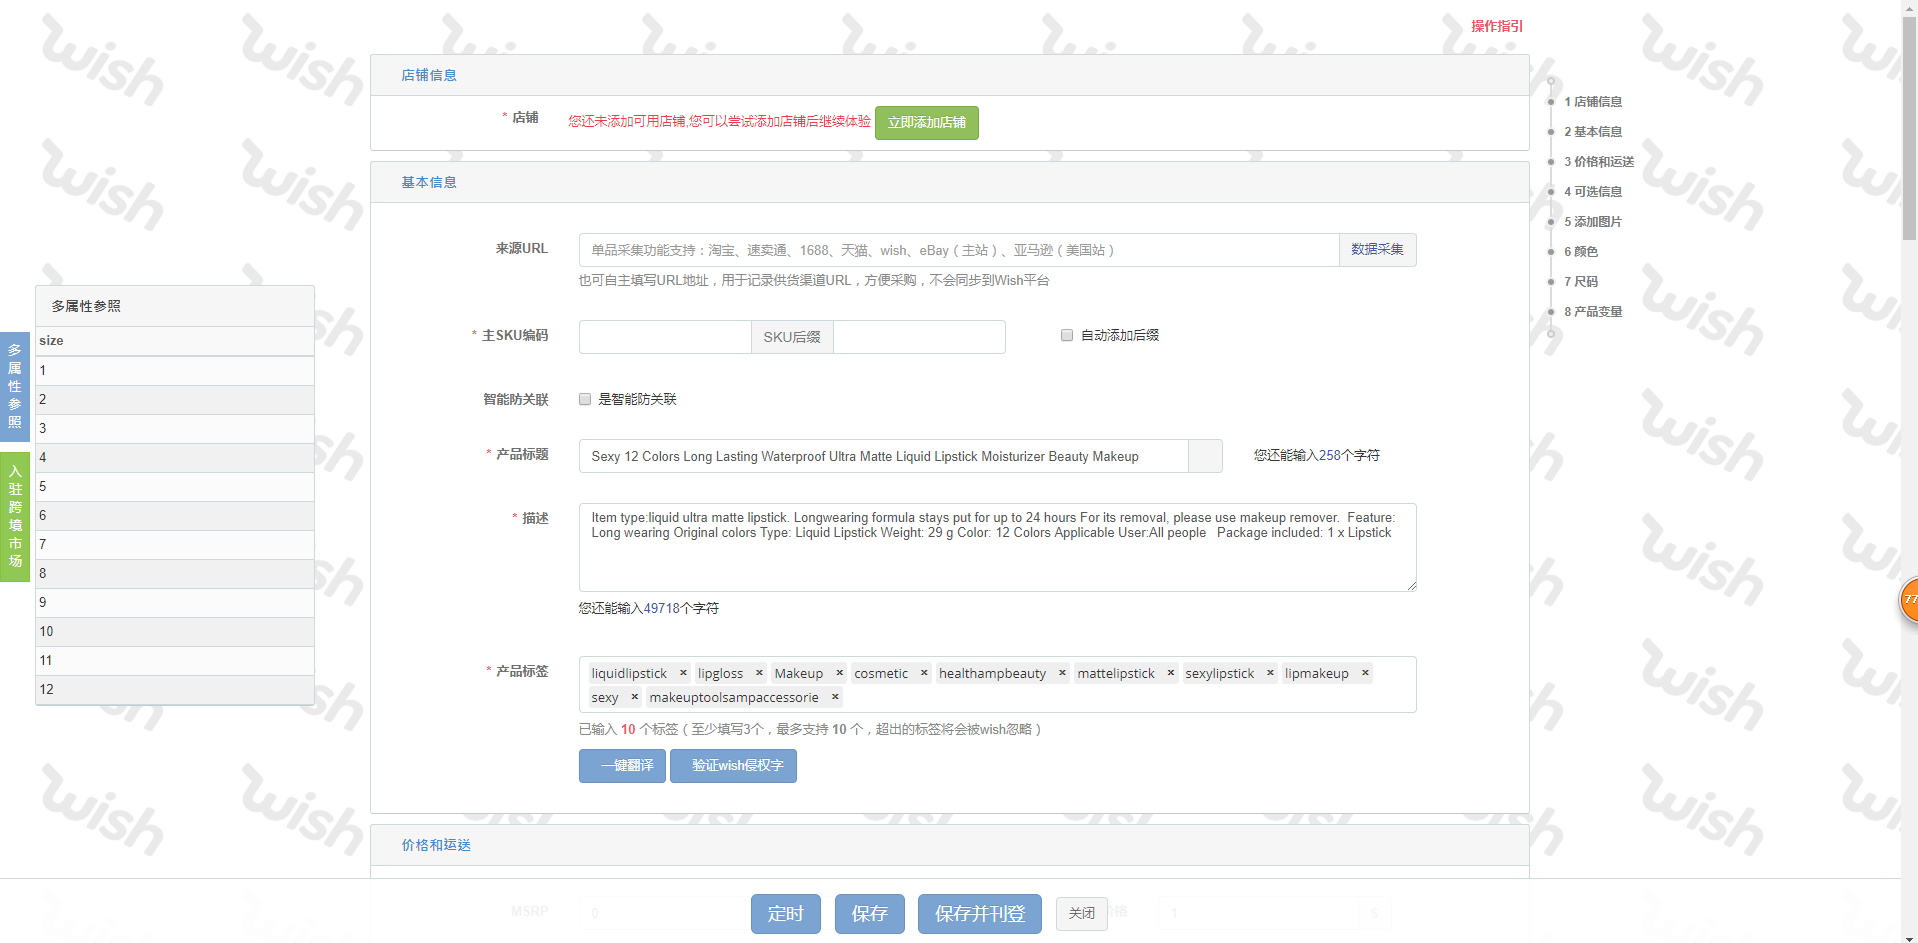 操作指引
店铺信息
* 店铺 您还未添加可用店铺,您可以尝试添加店铺后继续体验 立即添加店铺
基本信息
来源URL 单品采集功能支持：淘宝、速卖通、1688、天猫、wish、eBay（主站）、亚马逊（美国站） 数据采集
也可自主填写URL地址，用于记录供货渠道URL，方便采购，不会同步到Wish平台
* 主SKU编码 SKU后缀 自动添加后缀
智能防关联 是智能防关联
* 产品标题 Sexy 12 Colors Long Lasting Waterproof Ultra Matte Liquid Lipstick Moisturizer Beauty Makeup 您还能输入258个字符
* 描述 Item type:liquid ultra matte lipstick. Longwearing formula stays put for up to 24 hours For its removal, please use makeup remover.  Feature:
Long wearing Original colors Type: Liquid Lipstick Weight: 29 g Color: 12 Colors Applicable User:All people   Package included: 1 x Lipstick
您还能输入49718个字符
* 产品标签 liquidlipstick × lipgloss × Makeup × cosmetic × healthampbeauty × mattelipstick × sexylipstick × lipmakeup ×
sexy × makeuptoolsampaccessorie ×
已输入 10 个标签（至少填写3个，最多支持 10 个，超出的标签将会被wish忽略）
一键翻译 验证wish侵权字
价格和运送
MSRP 0 价格 1 $
定时 保存 保存并刊登 关闭
1 店铺信息
2 基本信息
3 价格和运送
4 可选信息
5 添加图片
6 颜色
7 尺码
8 产品变量
多属性参照
入驻跨境市场
多属性参照
size
1
2
3
4
5
6
7
8
9
10
11
12
77
wish